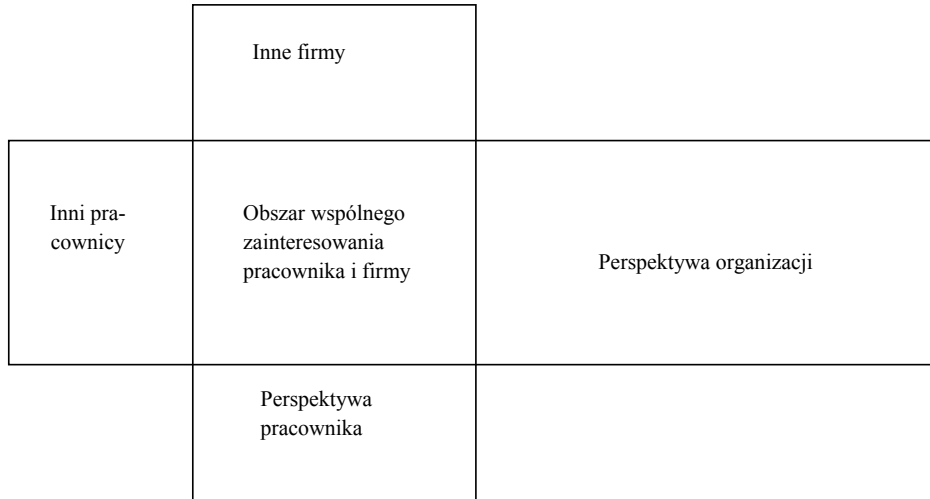 Inne firmy
Inni pra-
cownicy
Obszar wspólnego
zainteresowania
pracownika i firmy
Perspektywa organizacji
Perspektywa
pracownika